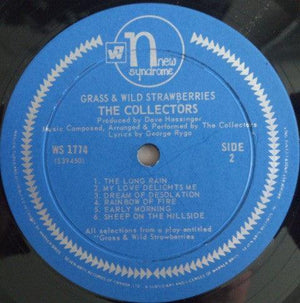 W7 n new
syndrome
GRASS & WILD STRAWBERRIES
THE COLLECTORS
Produced by Dave Hassinger
Music Composed, Arranged & Performed by The Collectors
Lyrics by George Ryga
WS 1774
(S39450)
SIDE
2
1. THE LONG RAIN
2. MY LOVE DELIGHTS ME
3. DREAM OF DESOLATION
4. RAINBOW OF FIRE
5. EARLY MORNING
6. SHEEP ON THE HILLSIDE
All selections from a play entitled
"Grass & Wild Strawberries"